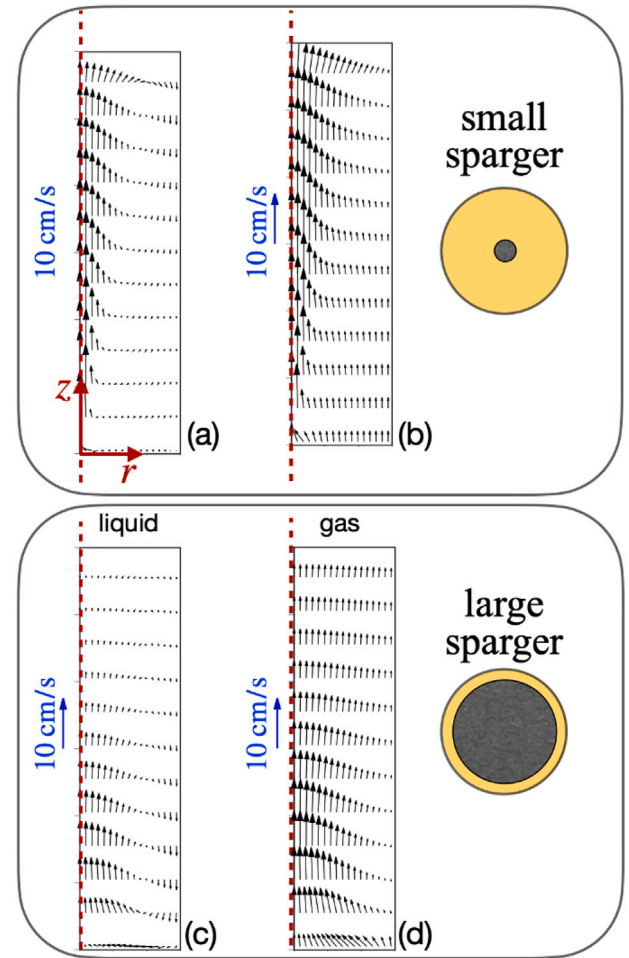 small
sparger
10 cm/s
10 cm/s
z
r
(a)
(b)
liquid
gas
large
sparger
10 cm/s
10 cm/s
(c)
(d)